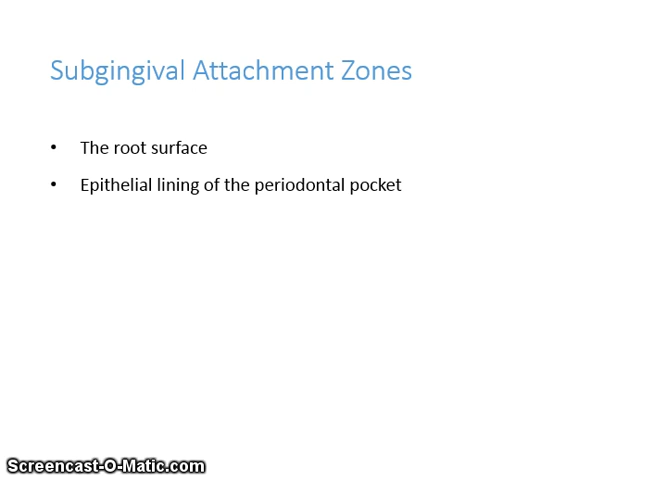 Subgingival Attachment Zones
• The root surface
• Epithelial lining of the periodontal pocket
Screencast-O-Matic.com